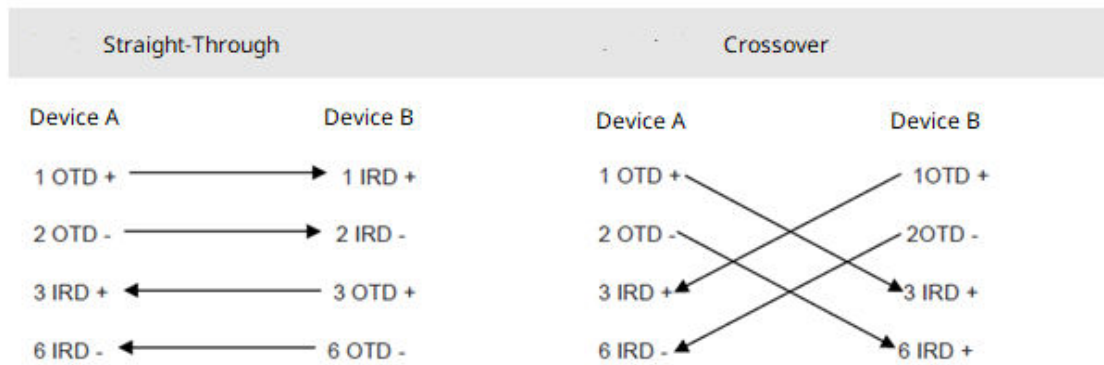 Straight-Through Crossover
Device A Device B Device A Device B
1 OTD + 1 IRD + 1 OTD + 1OTD +
2 OTD - 2 IRD - 2 OTD - 2OTD -
3 IRD + 3 OTD + 3 IRD + 3 IRD +
6 IRD - 6 OTD - 6 IRD - 6 IRD +